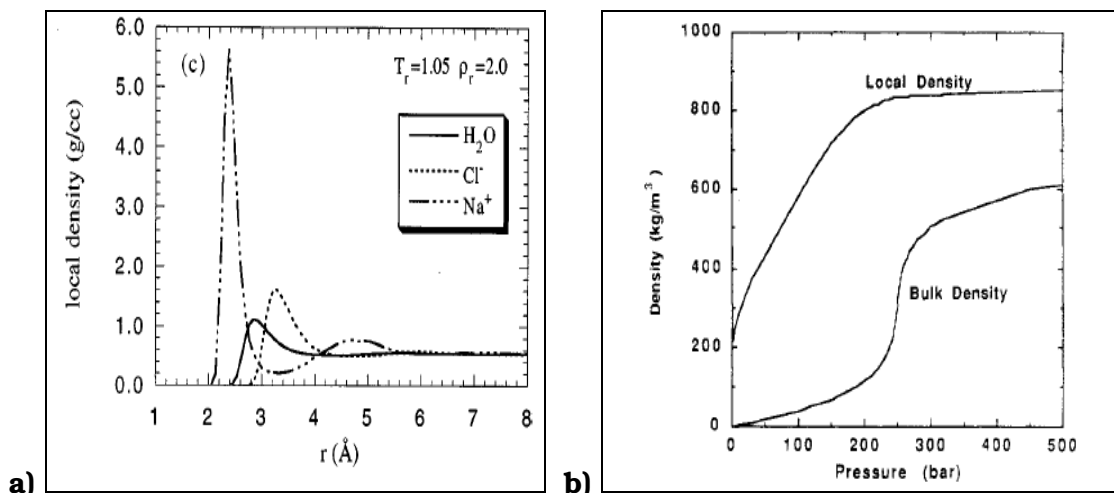 6.0
5.0
4.0
3.0
2.0
1.0
0.0
local density (g/cc)
(c)
T_r=1.05 ρ_r=2.0
H₂O
Cl⁻
Na⁺
1 2 3 4 5 6 7 8
r (Å)
a)
1000
800
600
400
200
0
Density (kg/m³)
Local Density
Bulk Density
0 100 200 300 400 500
Pressure (bar)
b)